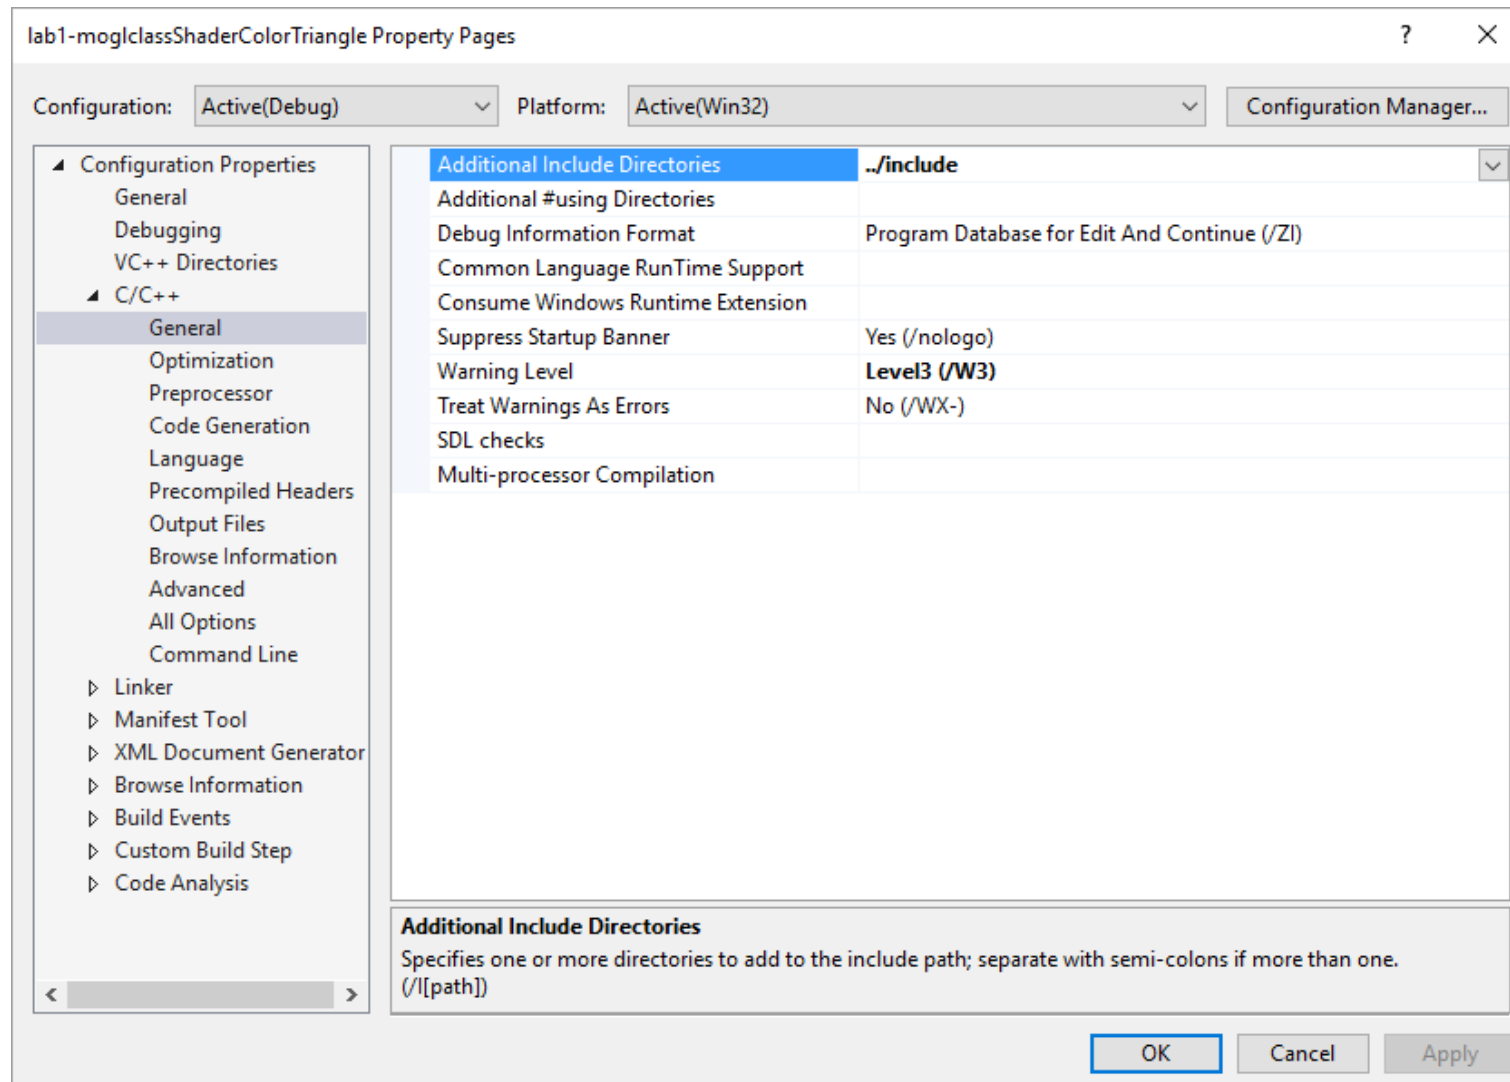 lab1-moglclassShaderColorTriangle Property Pages
Configuration: Active(Debug) Platform: Active(Win32) Configuration Manager...
Configuration Properties
General
Debugging
VC++ Directories
C/C++
General
Optimization
Preprocessor
Code Generation
Language
Precompiled Headers
Output Files
Browse Information
Advanced
All Options
Command Line
Linker
Manifest Tool
XML Document Generator
Browse Information
Build Events
Custom Build Step
Code Analysis
Additional Include Directories ../include
Additional #using Directories
Debug Information Format Program Database for Edit And Continue (/ZI)
Common Language RunTime Support
Consume Windows Runtime Extension
Suppress Startup Banner Yes (/nologo)
Warning Level Level3 (/W3)
Treat Warnings As Errors No (/WX-)
SDL checks
Multi-processor Compilation
Additional Include Directories
Specifies one or more directories to add to the include path; separate with semi-colons if more than one.
(/I[path])
OK Cancel Apply